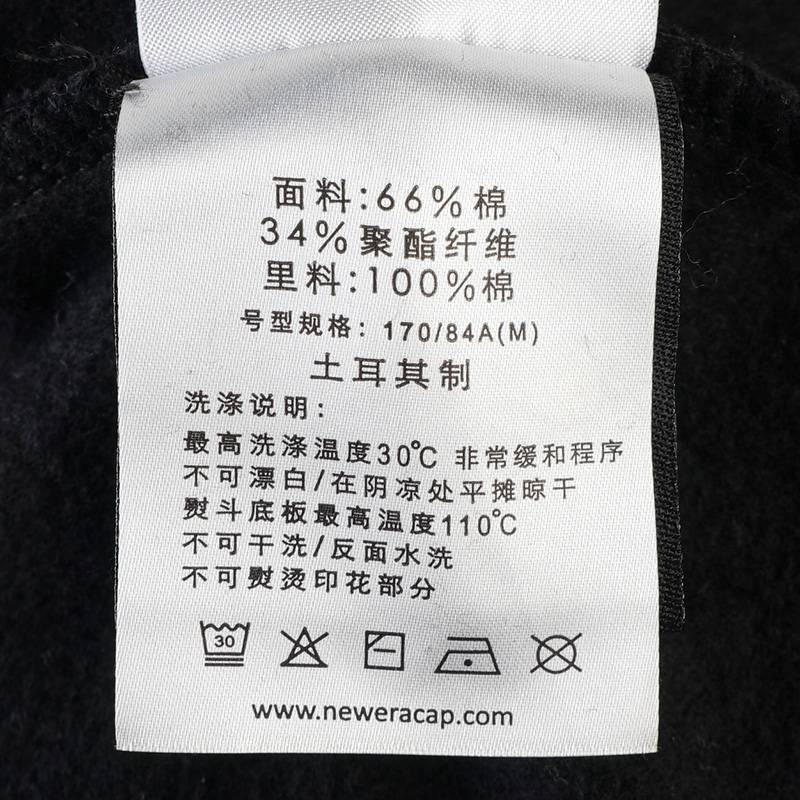 面料:66%棉
34%聚酯纤维
里料:100%棉
号型规格: 170/84A(M)
土耳其制
洗涤说明:
最高洗涤温度30℃ 非常缓和程序
不可漂白/在阴凉处平摊晾干
熨斗底板最高温度110℃
不可干洗/反面水洗
不可熨烫印花部分
30
www.neweracap.com